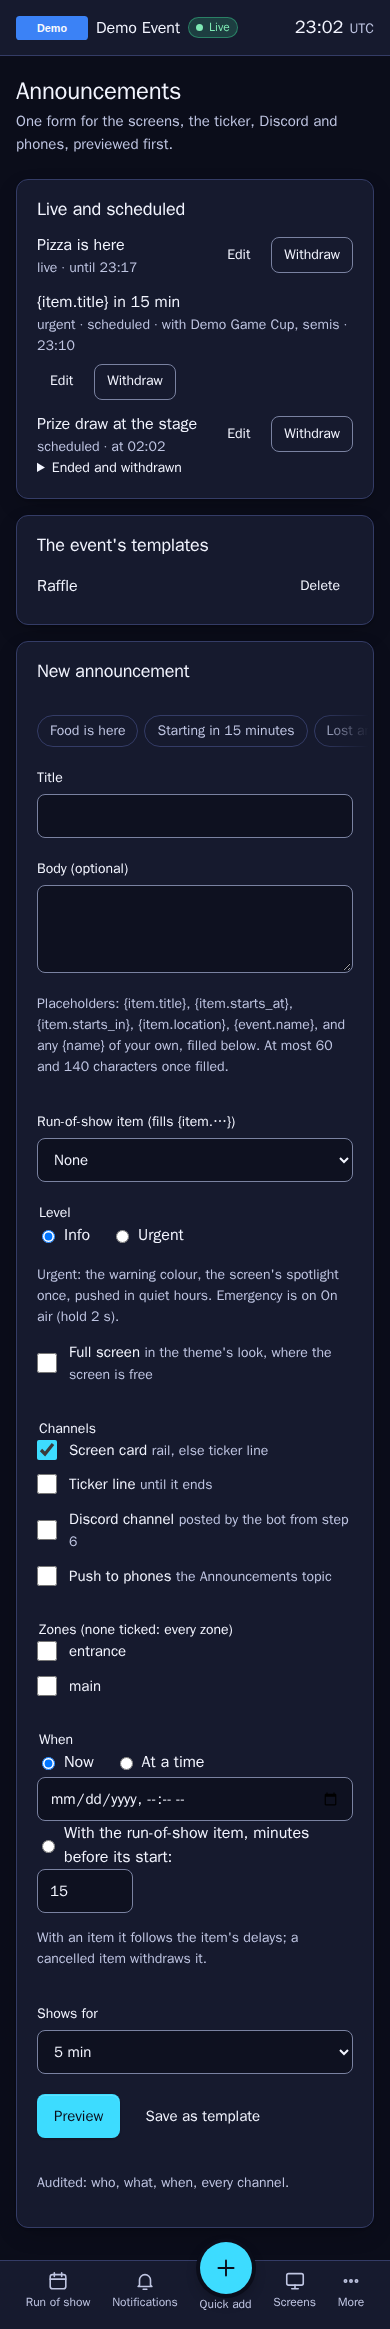 Demo
Demo Event
Live
23:02 UTC
Announcements
One form for the screens, the ticker, Discord and
phones, previewed first.
Live and scheduled
Pizza is here
live · until 23:17
Edit
Withdraw
{item.title} in 15 min
urgent · scheduled · with Demo Game Cup, semis ·
23:10
Edit
Withdraw
Prize draw at the stage
scheduled · at 02:02
Edit
Withdraw
Ended and withdrawn
The event's templates
Raffle
Delete
New announcement
Food is here
Starting in 15 minutes
Lost
Title
Body (optional)
Placeholders: {item.title}, {item.starts_at},
{item.starts_in}, {item.location}, {event.name}, and
any {name} of your own, filled below. At most 60
and 140 characters once filled.
Run-of-show item (fills {item.…})
None
Level
Info
Urgent
Urgent: the warning colour, the screen's spotlight
once, pushed in quiet hours. Emergency is on On
air (hold 2 s).
Full screen in the theme's look, where the
screen is free
Channels
Screen card rail, else ticker line
Ticker line until it ends
Discord channel posted by the bot from step
6
Push to phones the Announcements topic
Zones (none ticked: every zone)
entrance
main
When
Now
At a time
mm/dd/yyyy, --:-- --
With the run-of-show item, minutes
before its start:
15
With an item it follows the item's delays; a
cancelled item withdraws it.
Shows for
5 min
Preview
Save as template
Audited: who, what, when, every channel.
Run of show
Notifications
Quick add
Screens
More